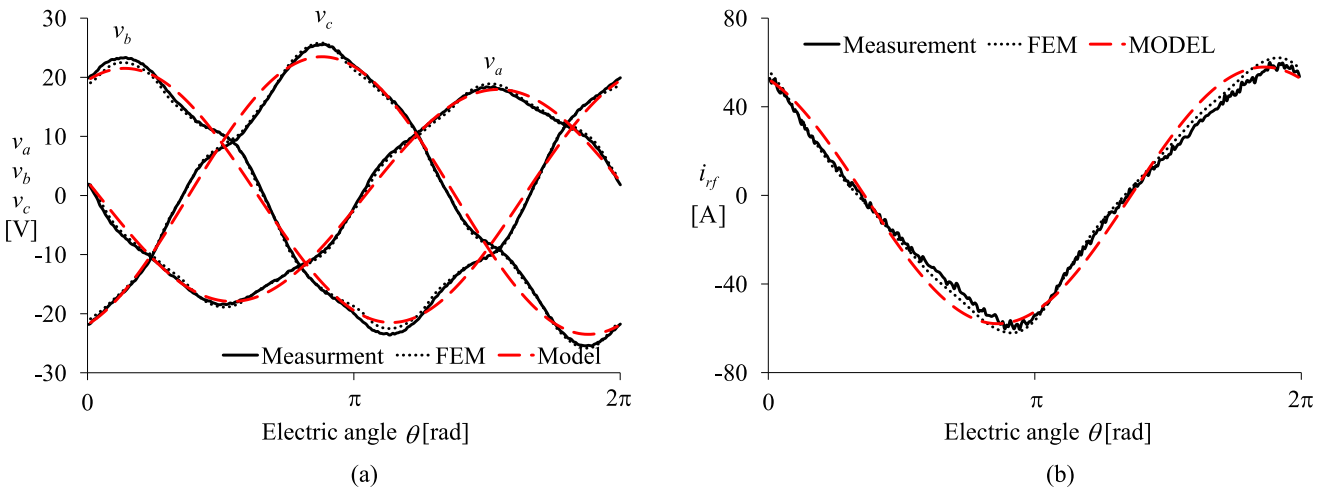 30
20
10
0
-10
-20
-30
v_a
v_b
v_c
[V]
v_b
v_c
v_a
Measurment FEM Model
0 π 2π
Electric angle θ [rad]
(a)
80
40
0
-40
-80
i_rf
[A]
Measurement FEM MODEL
0 π 2π
Electric angle θ [rad]
(b)